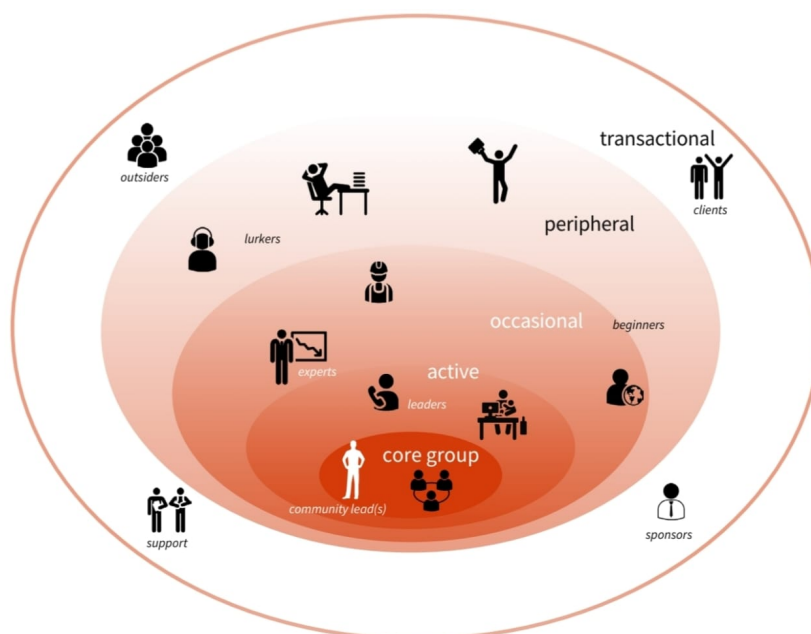 transactional
outsiders
clients
peripheral
lurkers
occasional
beginners
experts
active
leaders
core group
community lead(s)
support
sponsors